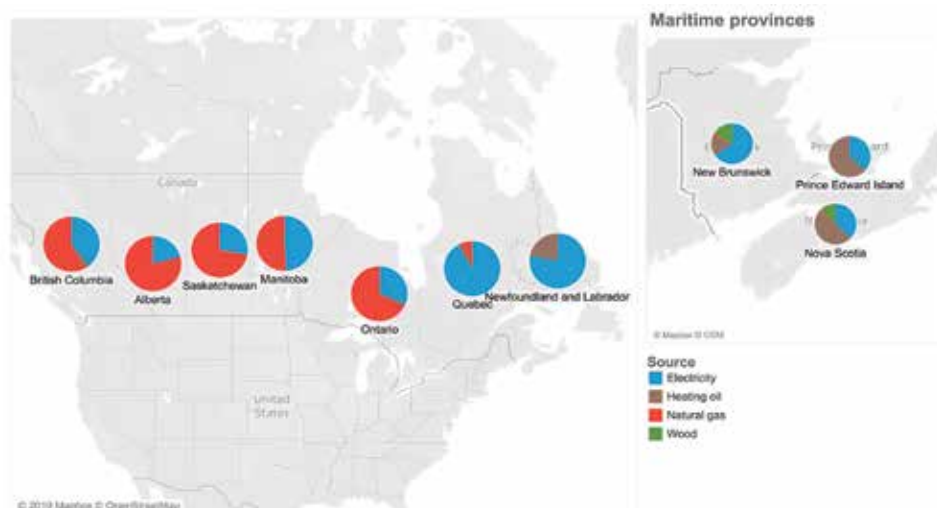 Maritime provinces
Canada
British Columbia
Alberta
Saskatchewan
Manitoba
Ontario
Quebec
Newfoundland and Labrador
United
States
© 2019 Mapbox © OpenStreetMap
New Brunswick
Prince Edward Island
Nova Scotia
© Mapbox © OSM
Source
Electricity
Heating oil
Natural gas
Wood